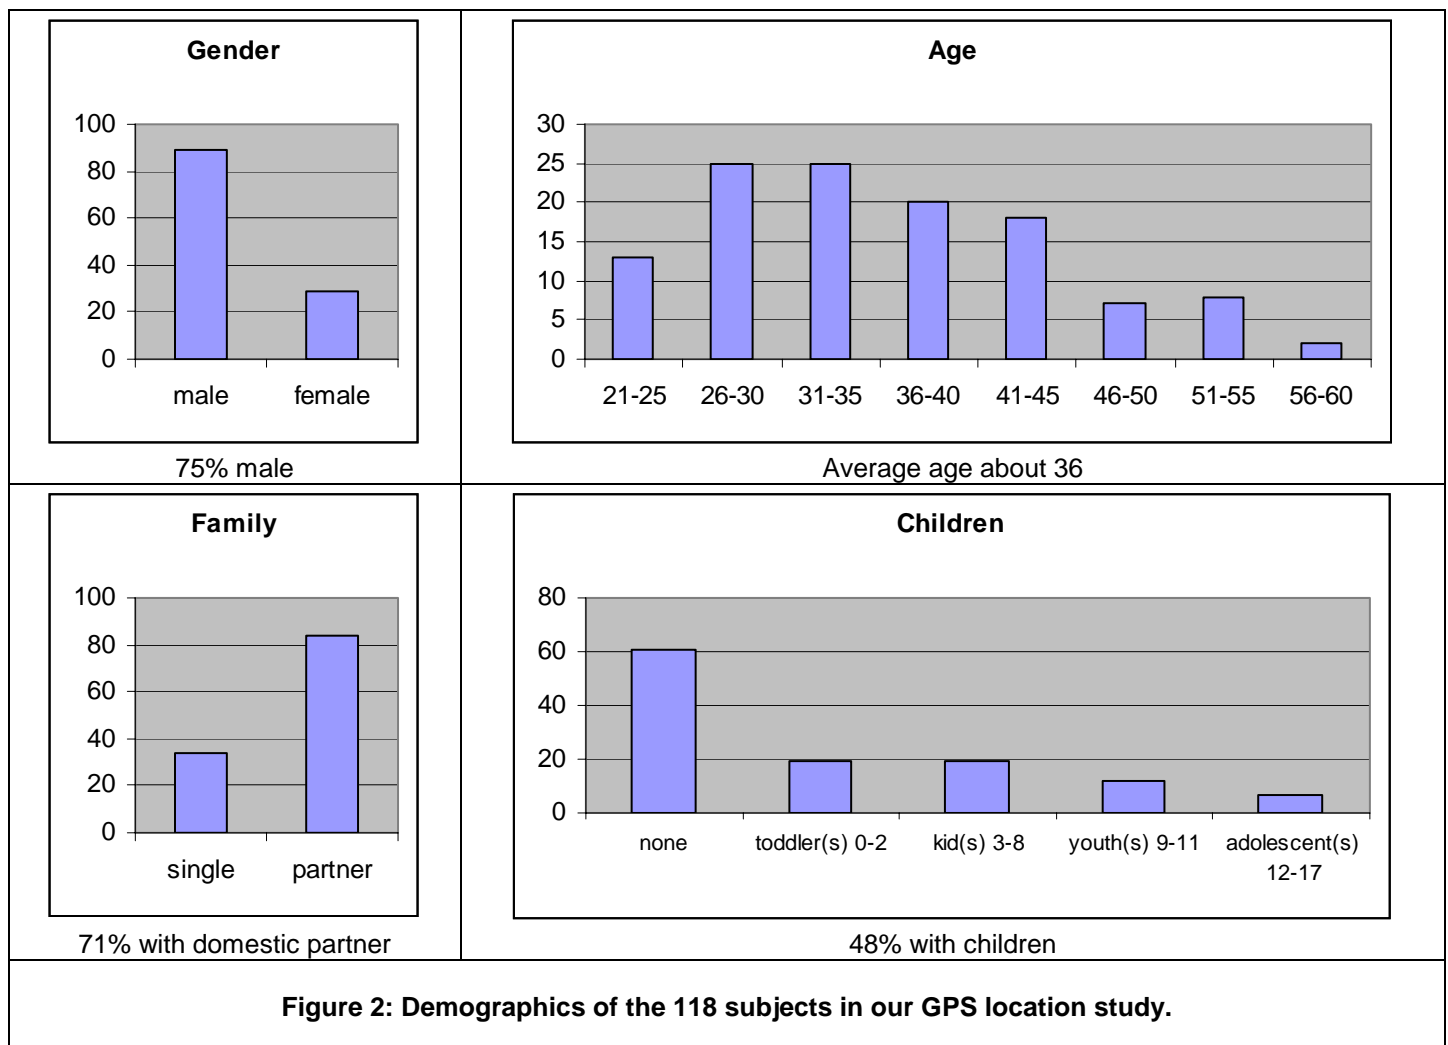 Gender
100
80
60
40
20
0
male female
75% male
Age
30
25
20
15
10
5
0
21-25 26-30 31-35 36-40 41-45 46-50 51-55 56-60
Average age about 36
Family
100
80
60
40
20
0
single partner
71% with domestic partner
Children
80
60
40
20
0
none toddler(s) 0-2 kid(s) 3-8 youth(s) 9-11 adolescent(s)
12-17
48% with children
Figure 2: Demographics of the 118 subjects in our GPS location study.